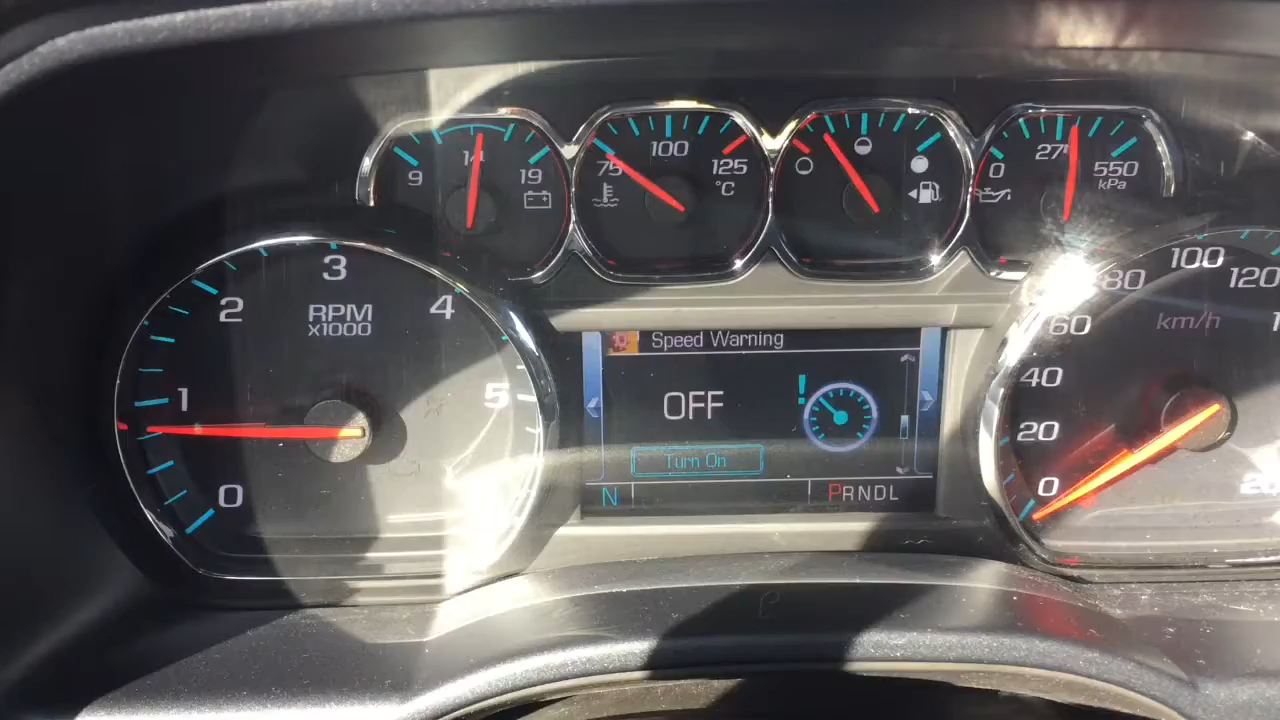 9 14 19
75 100 125
°C
0 27 550
kPa
0 1 2 3 4 5
RPM
x1000
Speed Warning
OFF
!
Turn On
N
PRNDL
0 20 40 60 80 100 120
km/h